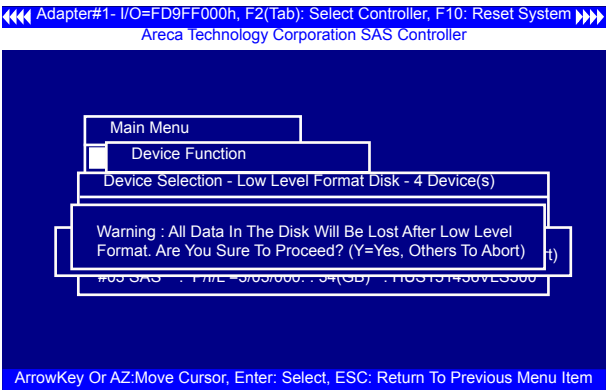 Adapter#1- I/O=FD9FF000h, F2(Tab): Select Controller, F10: Reset System
Areca Technology Corporation SAS Controller
Main Menu
Device Function
Device Selection - Low Level Format Disk - 4 Device(s)
Warning : All Data In The Disk Will Be Lost After Low Level
Format. Are You Sure To Proceed? (Y=Yes, Others To Abort)
rt)
ArrowKey Or AZ:Move Cursor, Enter: Select, ESC: Return To Previous Menu Item